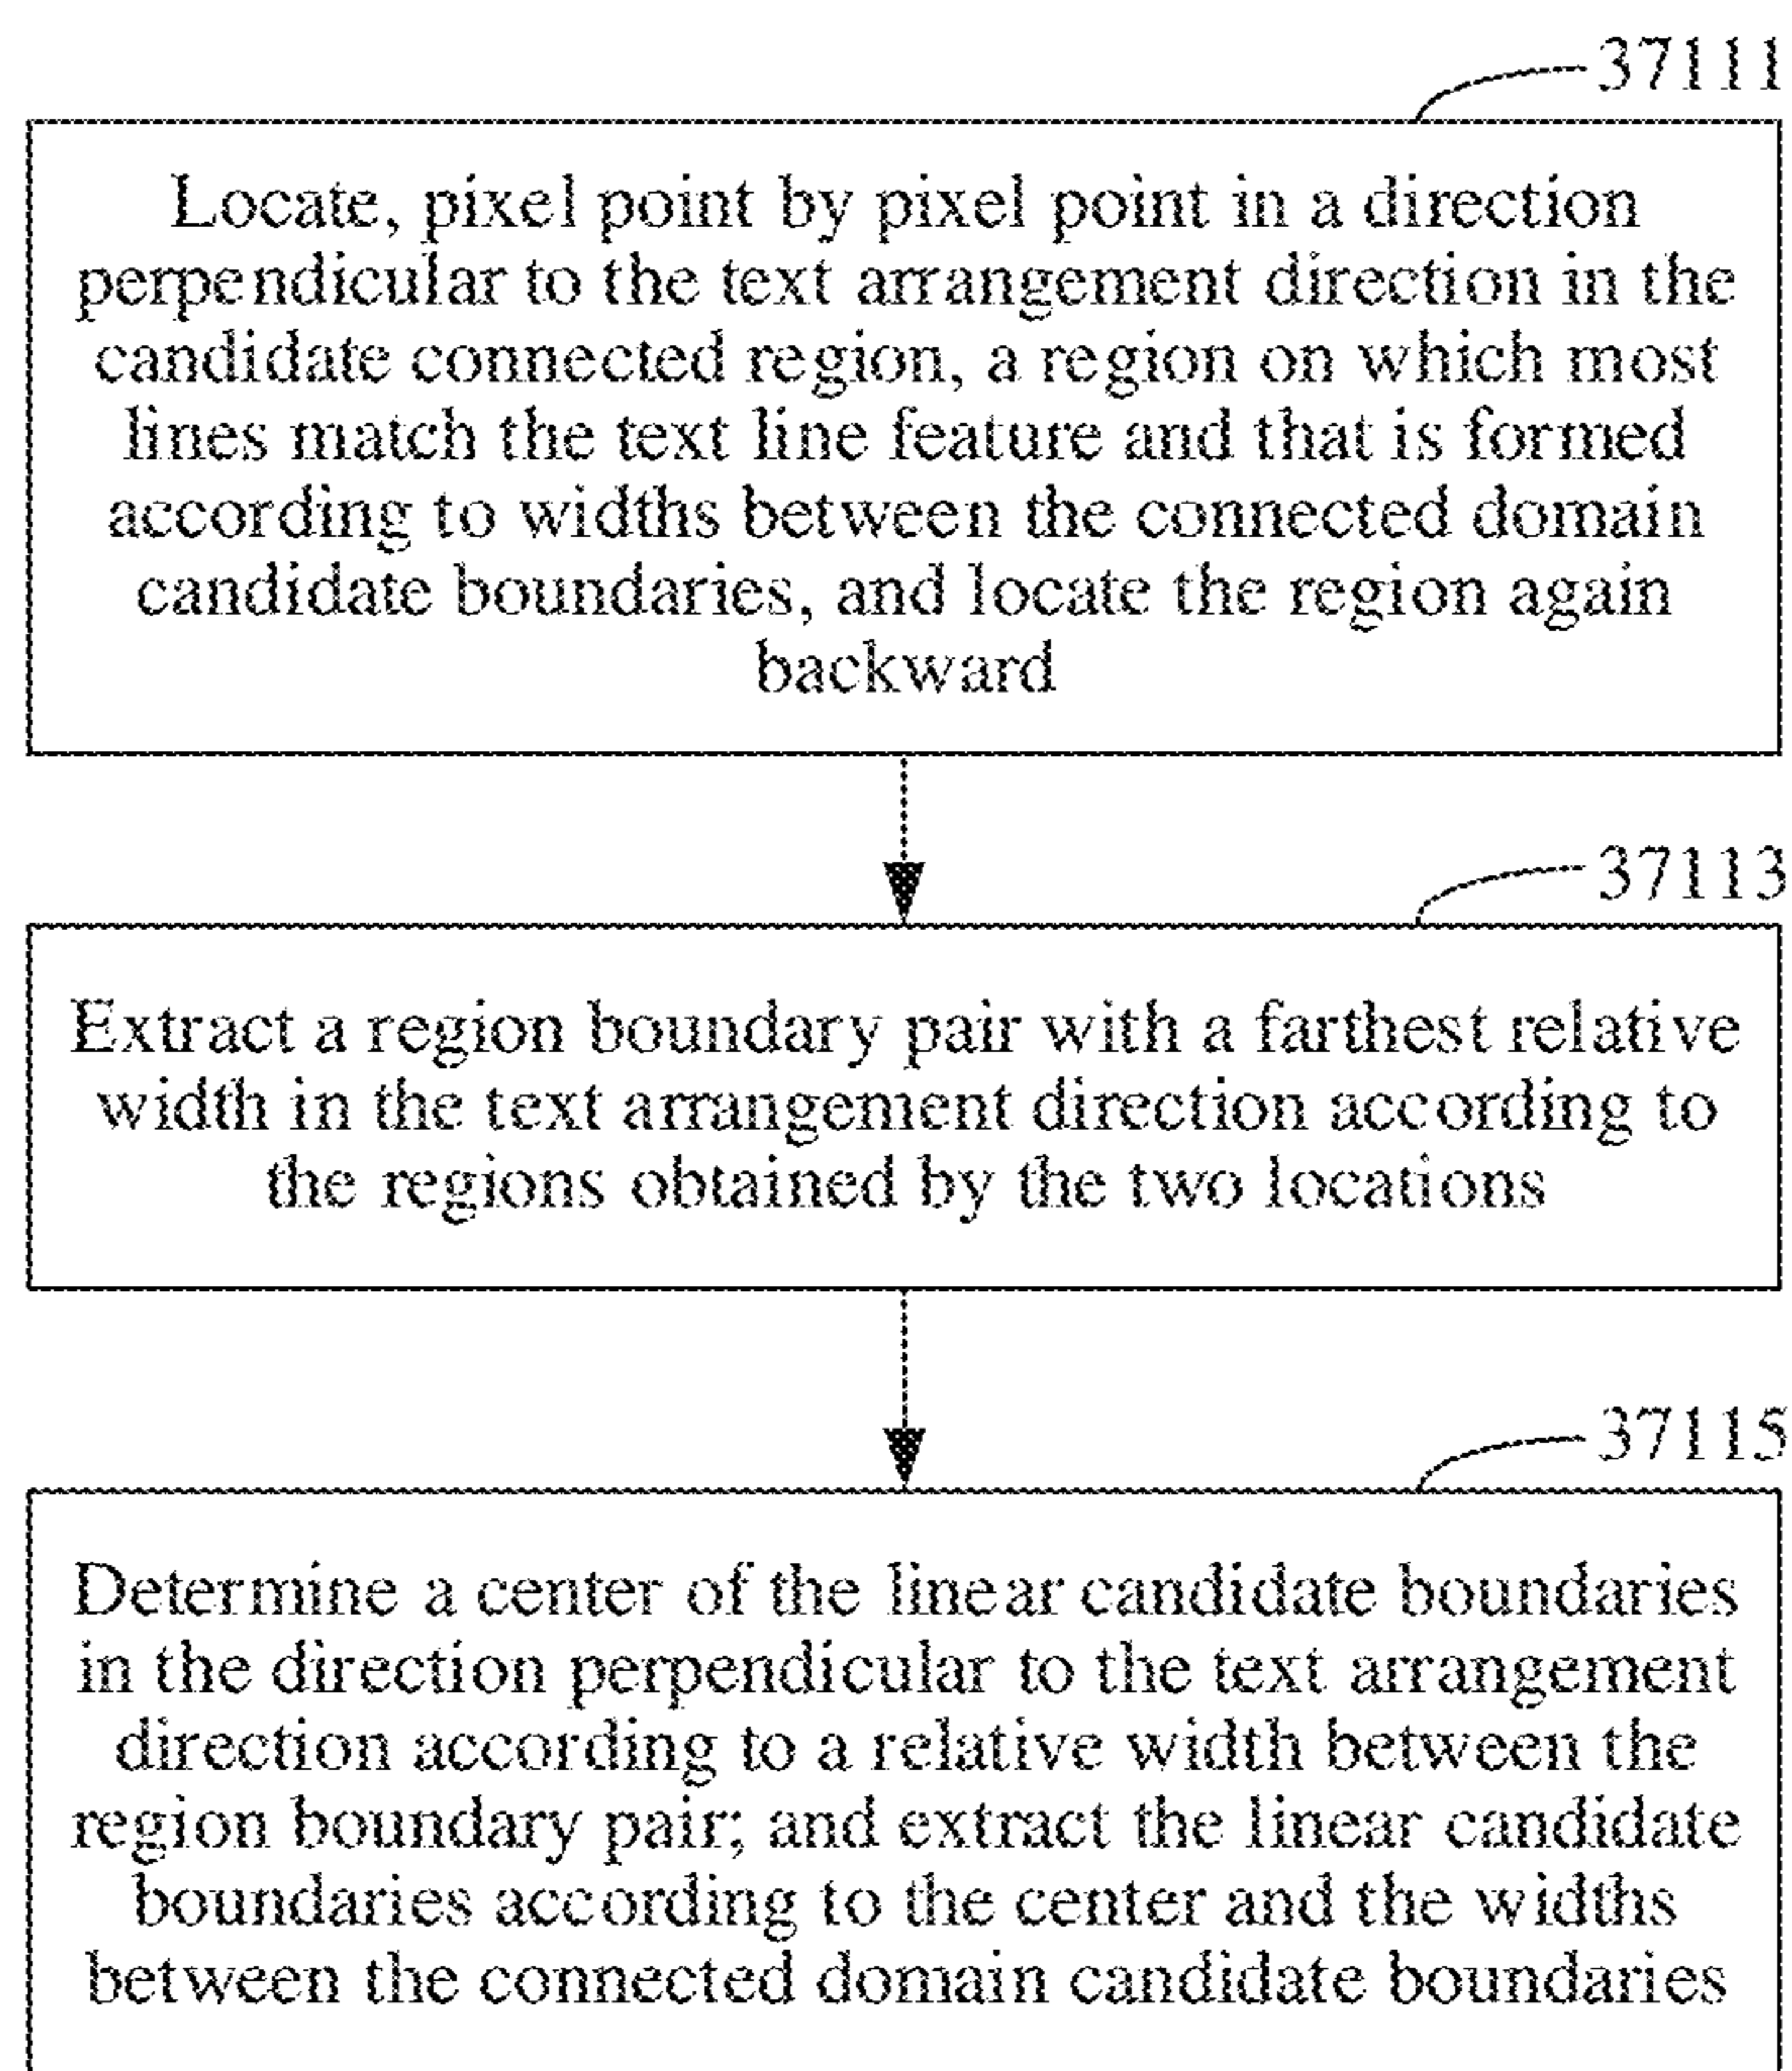 37111
Locate, pixel point by pixel point in a direction
perpendicular to the text arrangement direction in the
candidate connected region, a region on which most
lines match the text line feature and that is formed
according to widths between the connected domain
candidate boundaries, and locate the region again
backward
37113
Extract a region boundary pair with a farthest relative
width in the text arrangement direction according to
the regions obtained by the two locations
37115
Determine a center of the linear candidate boundaries
in the direction perpendicular to the text arrangement
direction according to a relative width between the
region boundary pair; and extract the linear candidate
boundaries according to the center and the widths
between the connected domain candidate boundaries